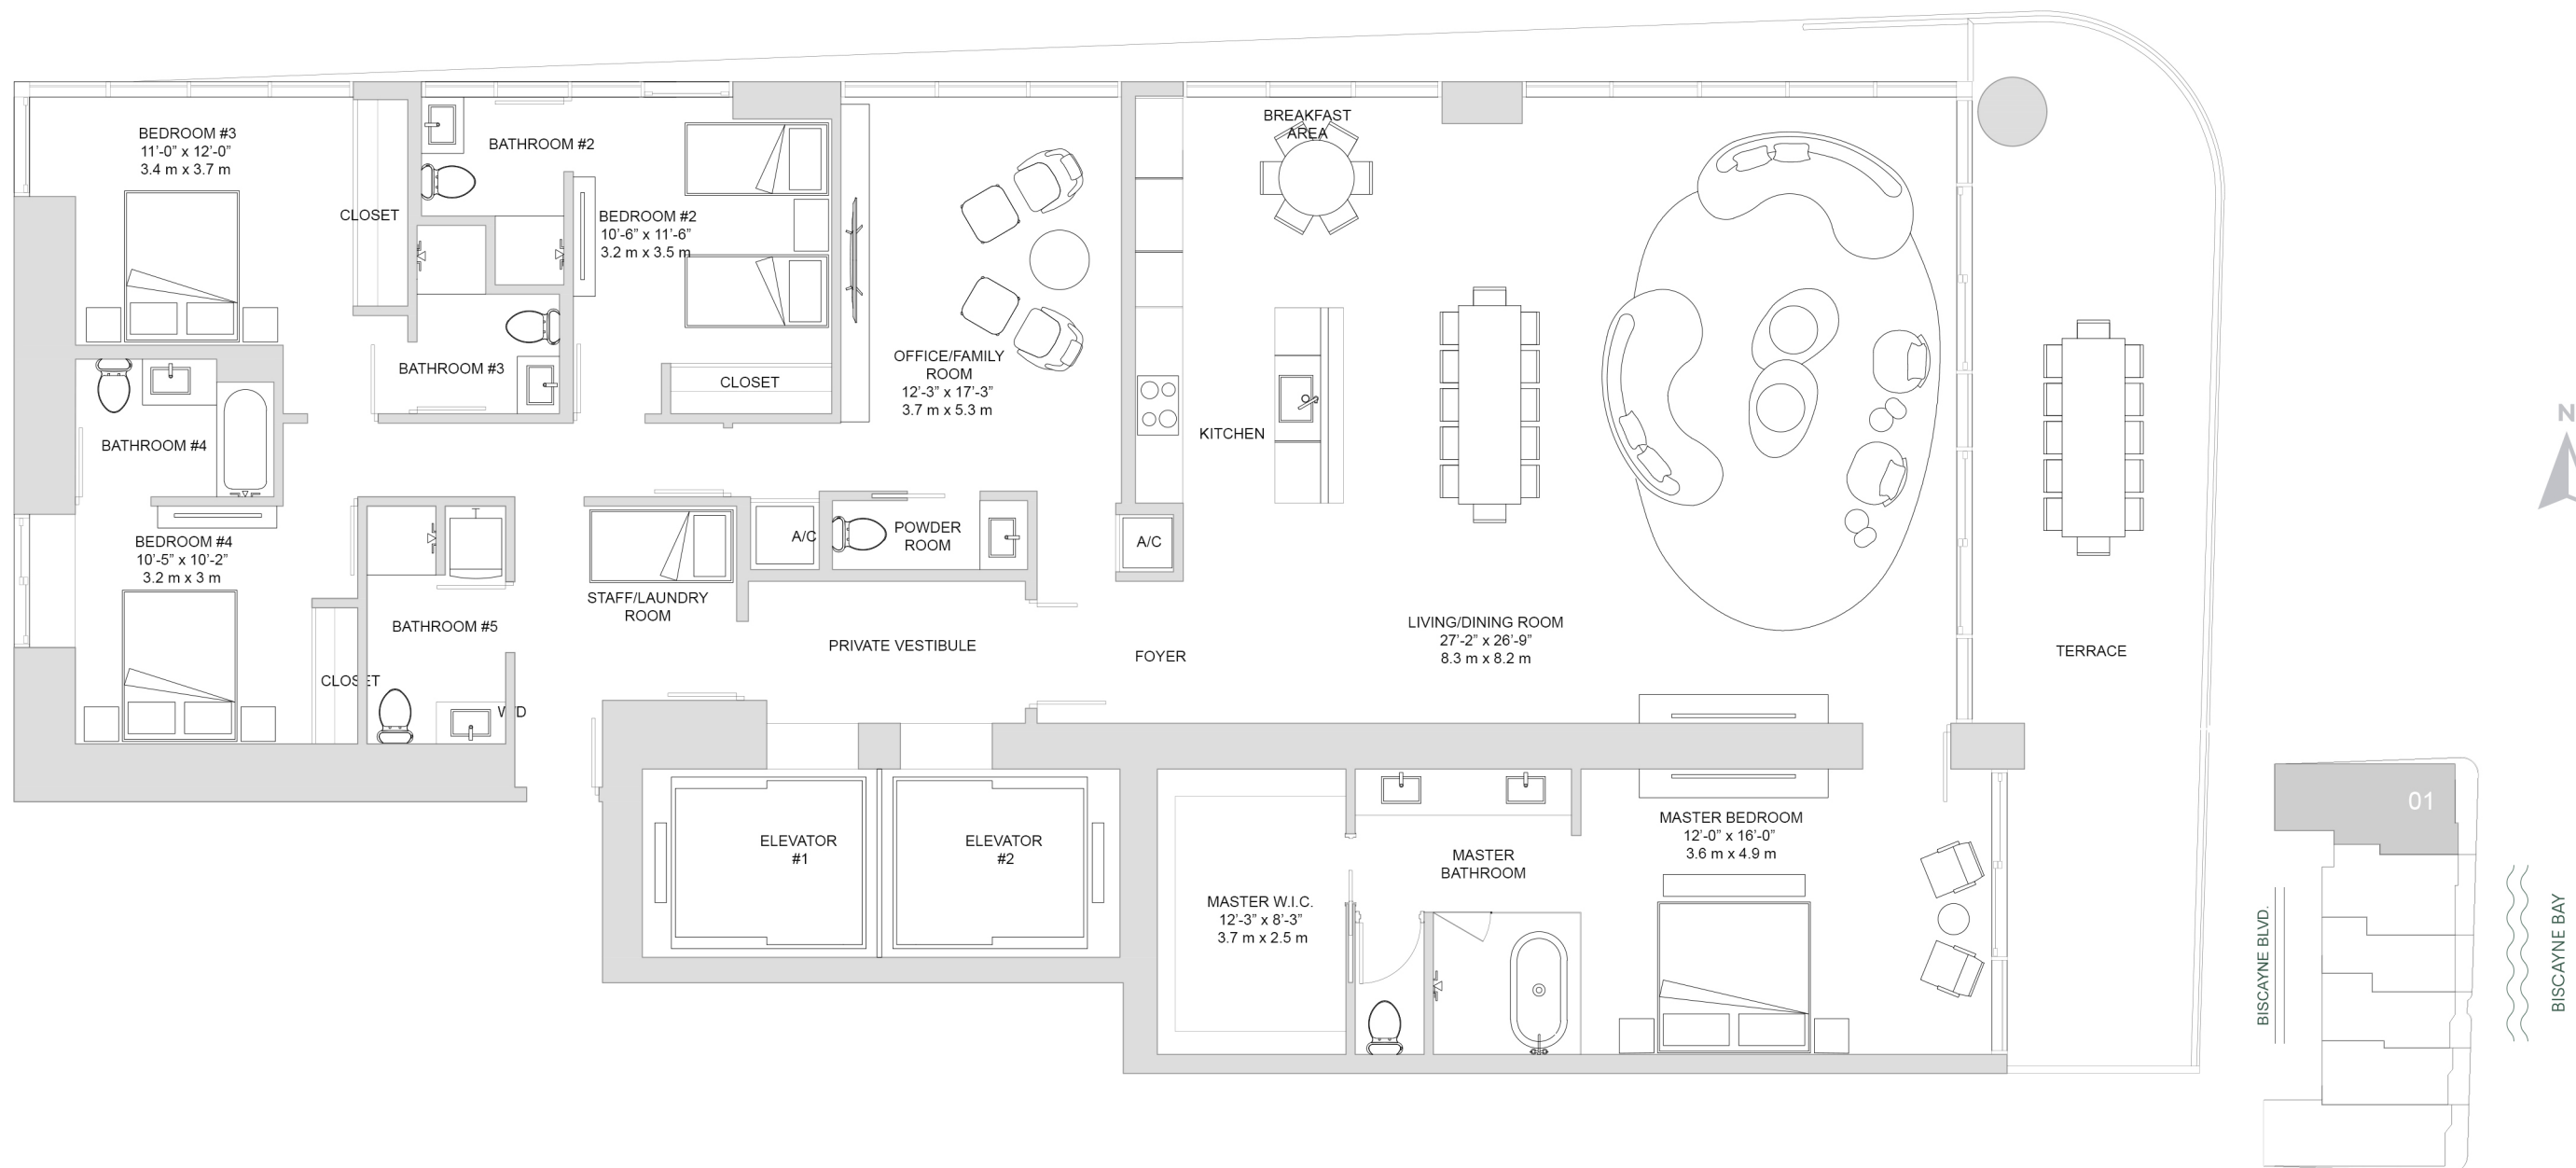 BEDROOM #3
11'-0" x 12'-0"
3.4 m x 3.7 m
CLOSET
BATHROOM #2
BEDROOM #2
10'-6" x 11'-6"
3.2 m x 3.5 m
BATHROOM #3
CLOSET
OFFICE/FAMILY
ROOM
12'-3" x 17'-3"
3.7 m x 5.3 m
BREAKFAST
AREA
KITCHEN
BATHROOM #4
BEDROOM #4
10'-5" x 10'-2"
3.2 m x 3 m
CLOSET
BATHROOM #5
W/D
STAFF/LAUNDRY
ROOM
A/C
POWDER
ROOM
A/C
PRIVATE VESTIBULE
FOYER
LIVING/DINING ROOM
27'-2" x 26'-9"
8.3 m x 8.2 m
TERRACE
ELEVATOR
#1
ELEVATOR
#2
MASTER W.I.C.
12'-3" x 8'-3"
3.7 m x 2.5 m
MASTER
BATHROOM
MASTER BEDROOM
12'-0" x 16'-0"
3.6 m x 4.9 m
N
01
BISCAYNE BLVD.
BISCAYNE BAY